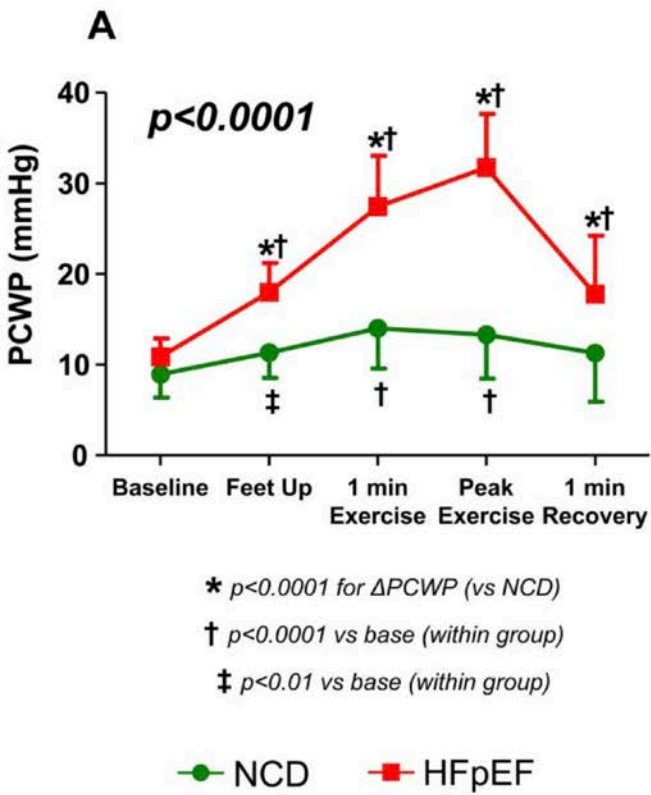 A
p<0.0001
PCWP (mmHg)
40
30
20
10
0
*†
*†
*†
*†
‡
†
†
Baseline
Feet Up
1 min
Exercise
Peak
Exercise
1 min
Recovery
* p<0.0001 for ΔPCWP (vs NCD)
† p<0.0001 vs base (within group)
‡ p<0.01 vs base (within group)
NCD
HFpEF